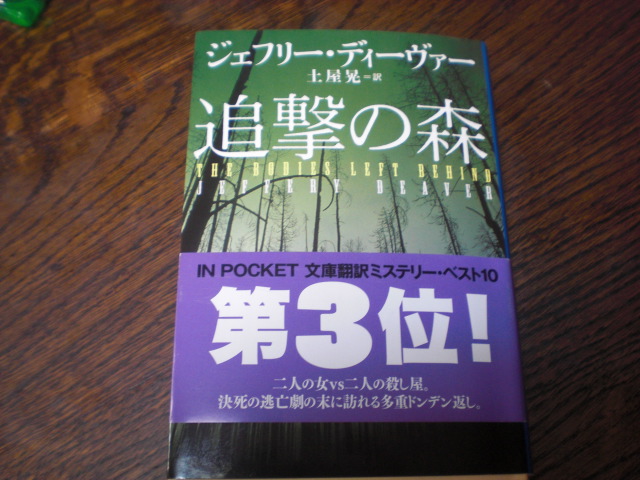 ジェフリー・ディーヴァー
土屋晃=訳
追撃の森
THE BODIES LEFT BEHIND
JEFFERY DEAVER
IN POCKET 文庫翻訳ミステリー・ベスト10
第3位!
二人の女vs二人の殺し屋。
決死の逃亡劇の末に訪れる多重ドンデン返し。